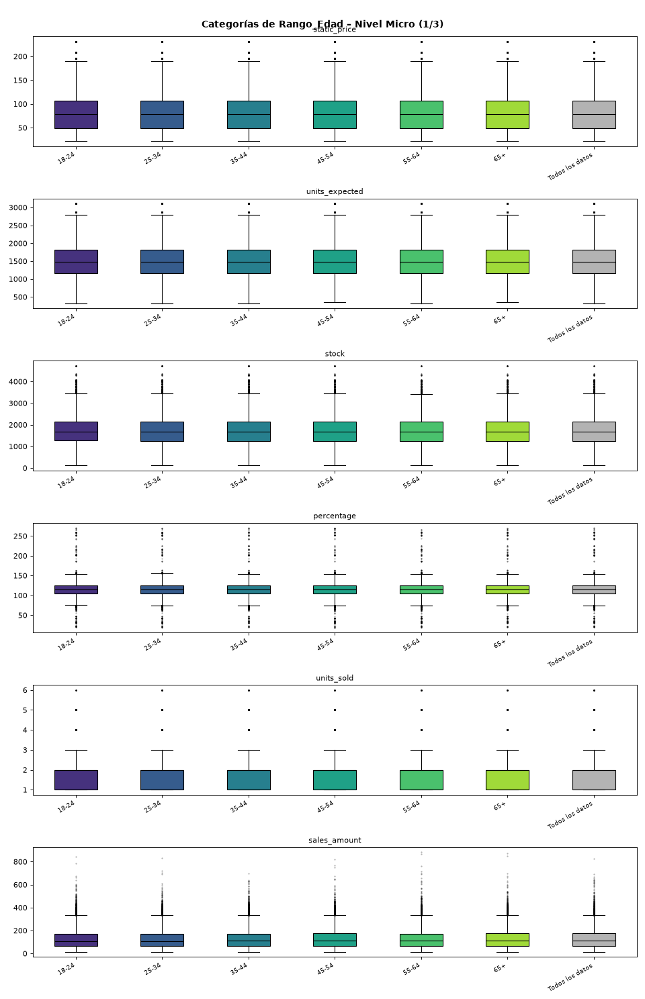 Categorías de Rango_Edad – Nivel Micro (1/3)
static_price
200
150
100
50
18-24 25-34 35-44 45-54 55-64 65+ Todos los datos
units_expected
3000
2500
2000
1500
1000
500
18-24 25-34 35-44 45-54 55-64 65+ Todos los datos
stock
4000
3000
2000
1000
0
18-24 25-34 35-44 45-54 55-64 65+ Todos los datos
percentage
250
200
150
100
50
18-24 25-34 35-44 45-54 55-64 65+ Todos los datos
units_sold
6
5
4
3
2
1
18-24 25-34 35-44 45-54 55-64 65+ Todos los datos
sales_amount
800
600
400
200
0
18-24 25-34 35-44 45-54 55-64 65+ Todos los datos